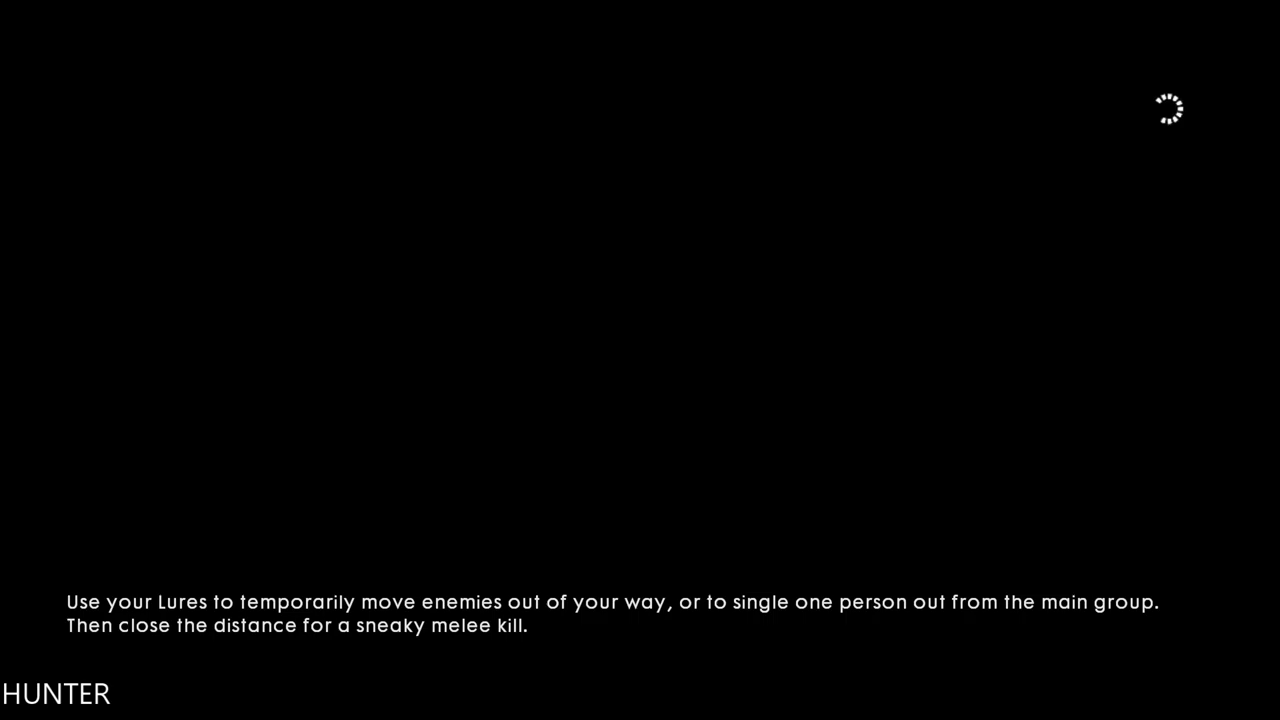 Use your Lures to temporarily move enemies out of your way, or to single one person out from the main group.
Then close the distance for a sneaky melee kill.
HUNTER